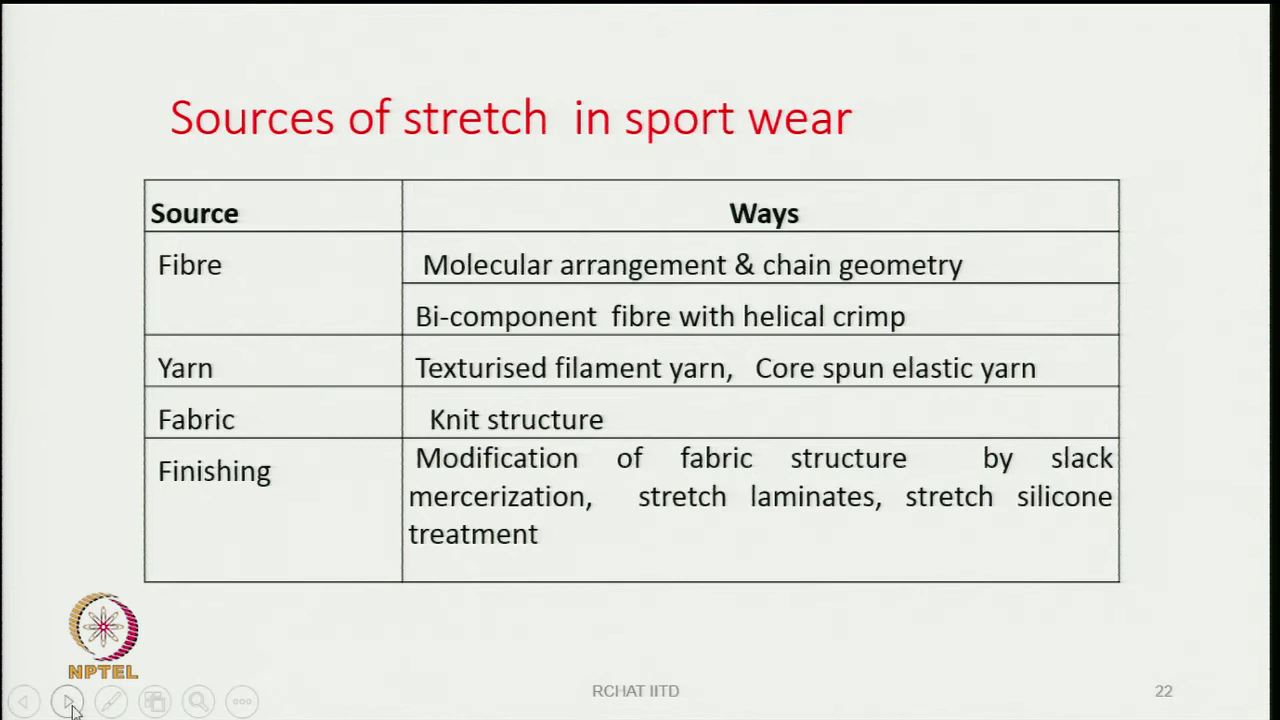 Sources of stretch in sport wear
Source
Ways
Fibre
Molecular arrangement & chain geometry
Bi-component fibre with helical crimp
Yarn
Texturised filament yarn, Core spun elastic yarn
Fabric
Knit structure
Finishing
Modification of fabric structure by slack
mercerization, stretch laminates, stretch silicone
treatment
NPTEL
RCHAT IITD
22